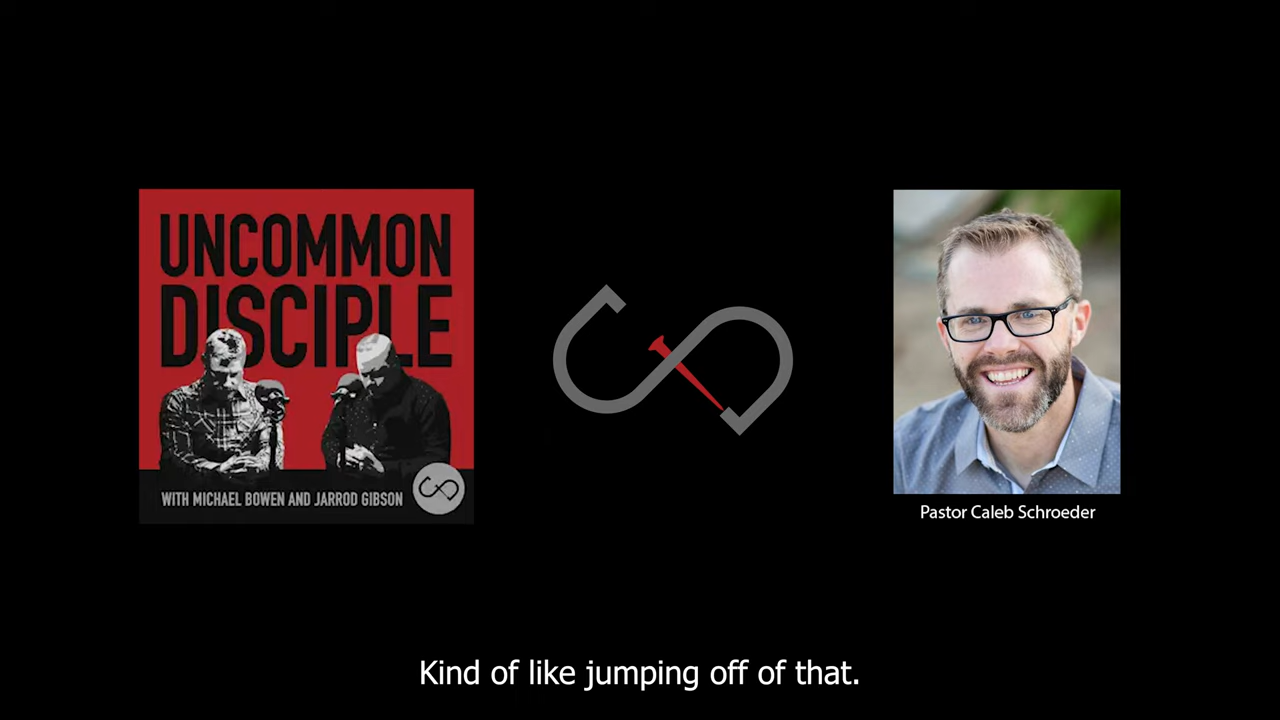 UNCOMMON
DISCIPLE
WITH MICHAEL BOWEN AND JARROD GIBSON
Pastor Caleb Schroeder
Kind of like jumping off of that.